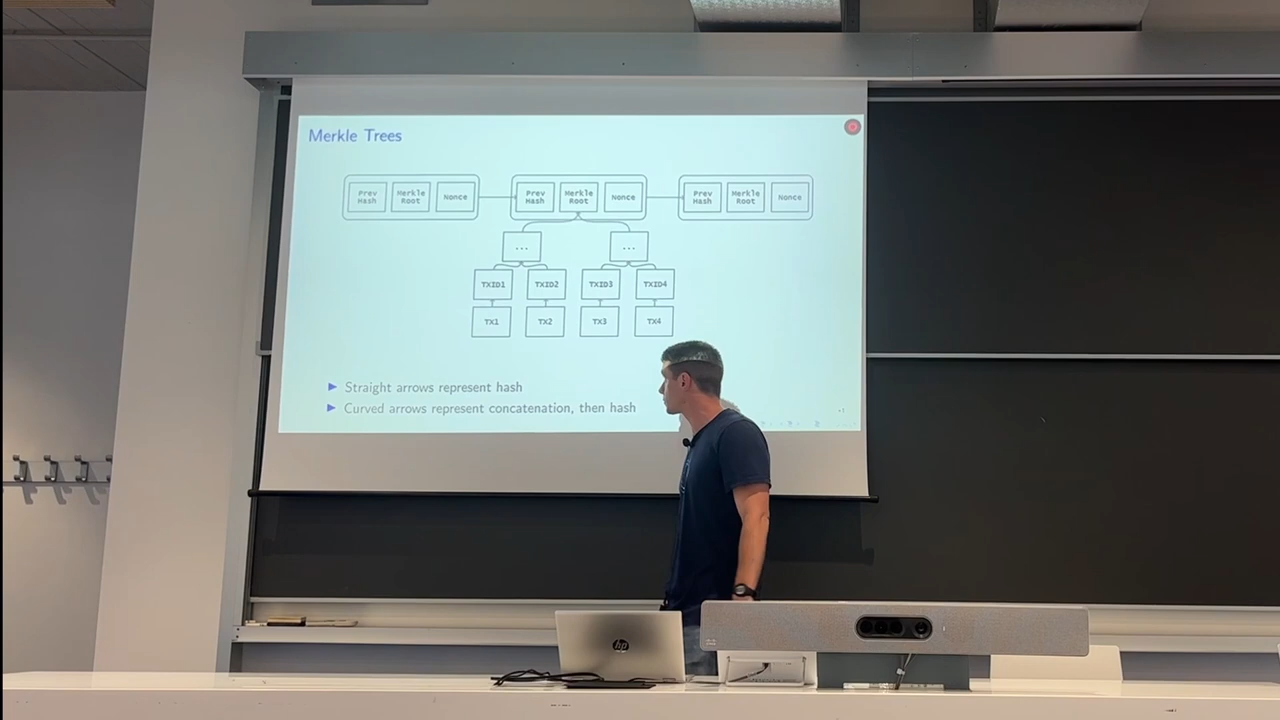 Merkle Trees
Prev Hash Merkle Root Nonce Prev Hash Merkle Root Nonce Prev Hash Merkle Root Nonce
... ...
TXID1 TXID2 TXID3 TXID4
TX1 TX2 TX3 TX4
Straight arrows represent hash
Curved arrows represent concatenation, then hash
hp